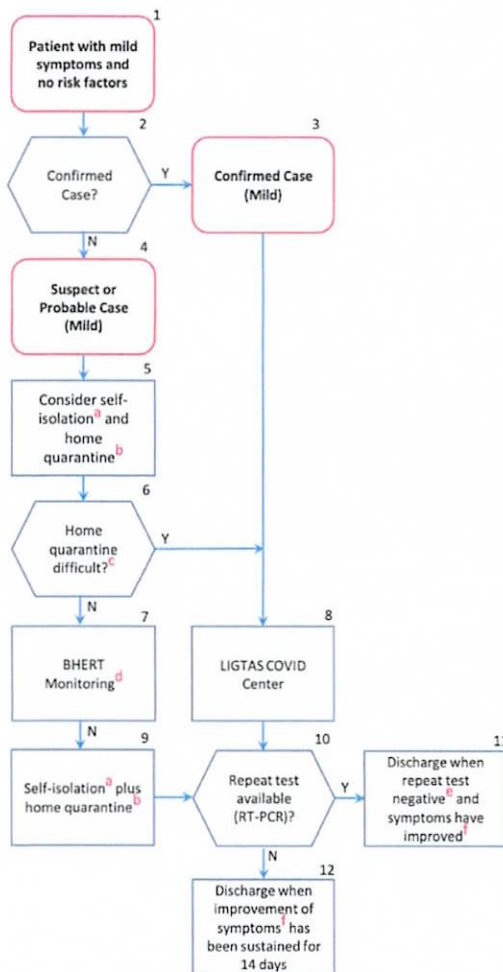 1
Patient with mild
symptoms and
no risk factors
2
Confirmed
Case?
Y
3
Confirmed Case
(Mild)
N
4
Suspect or
Probable Case
(Mild)
5
Consider self-
isolation a and
home
quarantine b
6
Home
quarantine
difficult? c
Y
N
7
BHERT
Monitoring d
8
LIGTAS COVID
Center
N
9
Self-isolation a plus
home quarantine b
10
Repeat test
available
(RT-PCR)?
Y
11
Discharge when
repeat test
negative e and
symptoms have
improved f
N
12
Discharge when
improvement of
symptoms f has
been sustained for
14 days